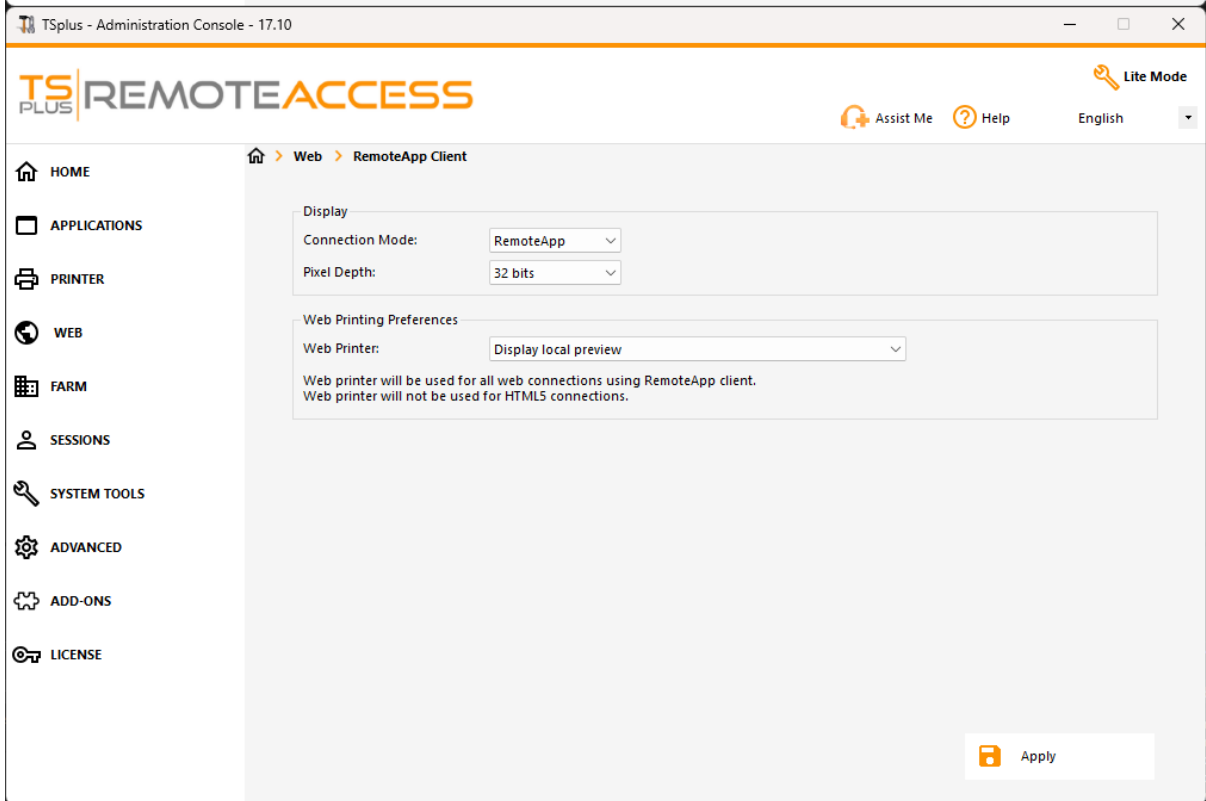 TSplus - Administration Console - 17.10
TS PLUS REMOTEACCESS
Lite Mode
Assist Me
Help
English
HOME
APPLICATIONS
PRINTER
WEB
FARM
SESSIONS
SYSTEM TOOLS
ADVANCED
ADD-ONS
LICENSE
Web > RemoteApp Client
Display
Connection Mode: RemoteApp
Pixel Depth: 32 bits
Web Printing Preferences
Web Printer: Display local preview
Web printer will be used for all web connections using RemoteApp client.
Web printer will not be used for HTML5 connections.
Apply